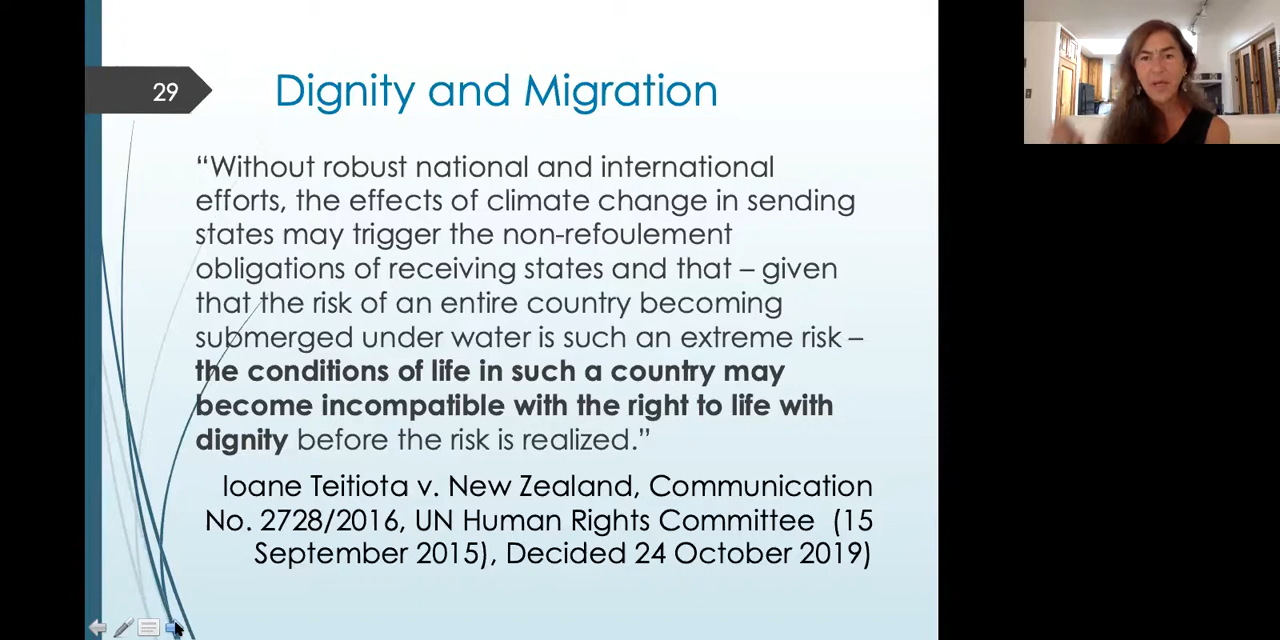 29
Dignity and Migration
“Without robust national and international
efforts, the effects of climate change in sending
states may trigger the non-refoulement
obligations of receiving states and that – given
that the risk of an entire country becoming
submerged under water is such an extreme risk –
the conditions of life in such a country may
become incompatible with the right to life with
dignity before the risk is realized.”
Ioane Teitiota v. New Zealand, Communication
No. 2728/2016, UN Human Rights Committee (15
September 2015), Decided 24 October 2019)